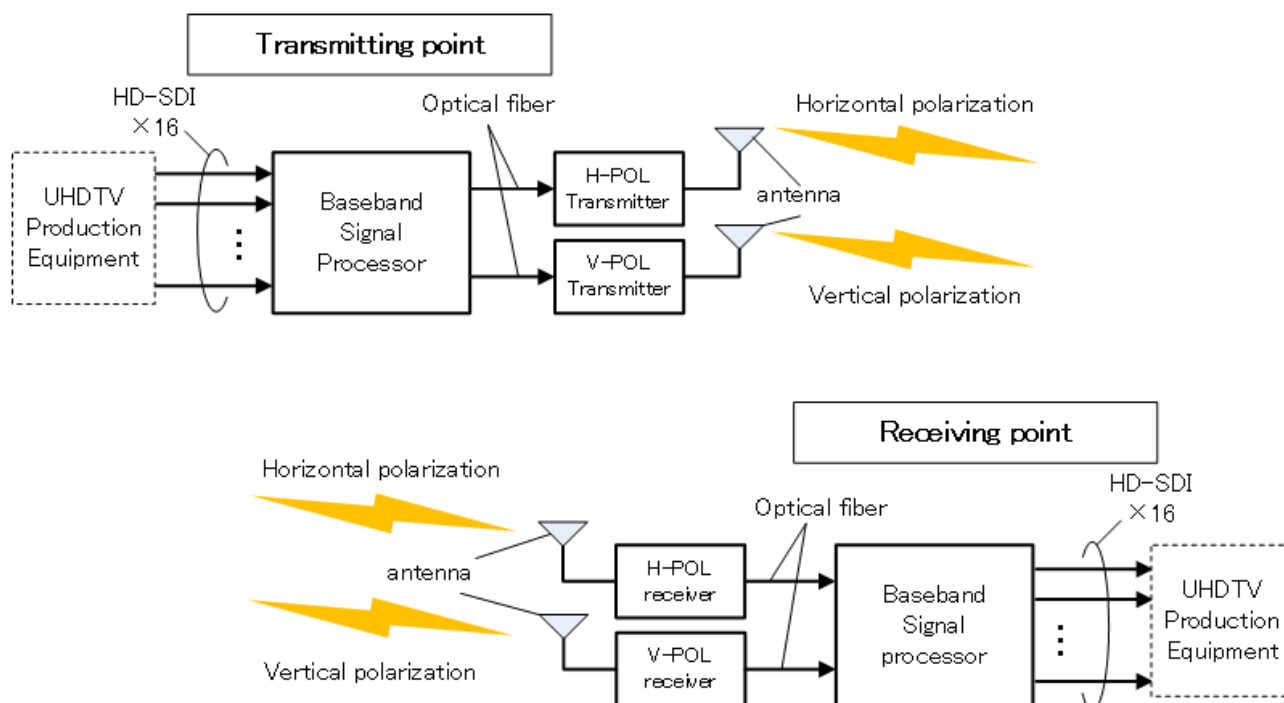 Transmitting point
HD-SDI
×16
Optical fiber
Horizontal polarization
UHDTV
Production
Equipment
Baseband
Signal
Processor
H-POL
Transmitter
antenna
V-POL
Transmitter
Vertical polarization
Receiving point
Horizontal polarization
Optical fiber
HD-SDI
×16
antenna
H-POL
receiver
Baseband
Signal
processor
UHDTV
Production
Equipment
V-POL
receiver
Vertical polarization